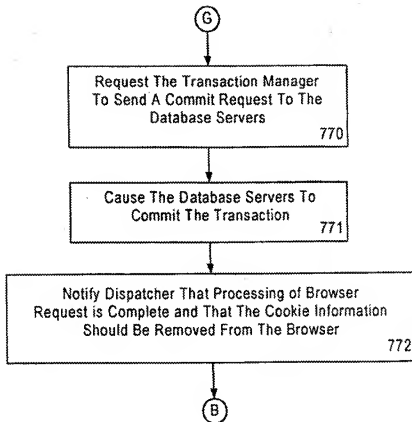 G
Request The Transaction Manager
To Send A Commit Request To The
Database Servers
770
Cause The Database Servers To
Commit The Transaction
771
Notify Dispatcher That Processing of Browser
Request is Complete and That The Cookie Information
Should Be Removed From The Browser
772
B